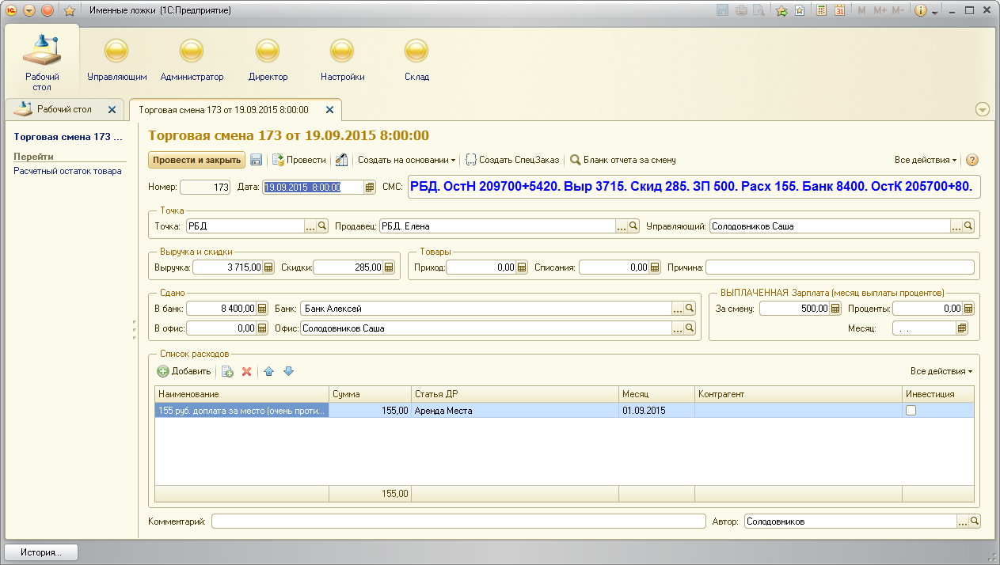 Именные ложки (1С:Предприятие)
M M+ M-
Рабочий стол
Управляющим
Администратор
Директор
Настройки
Склад
Рабочий стол
Торговая смена 173 от 19.09.2015 8:00:00
Торговая смена 173 ...
Перейти
Расчетный остаток товара
Торговая смена 173 от 19.09.2015 8:00:00
Провести и закрыть Провести Создать на основании Создать СпецЗаказ Бланк отчета за смену Все действия
Номер: 173 Дата: 19.09.2015 8:00:00 СМС: РБД. ОстН 209700+5420. Выр 3715. Скид 285. ЗП 500. Расх 155. Банк 8400. ОстК 205700+80.
Точка
Точка: РБД ... Продавец: РБД. Елена ... Управляющий: Солодовников Саша ...
Выручка и скидки Товары
Выручка: 3 715,00 Скидки: 285,00 Приход: 0,00 Списания: 0,00 Причина:
Сдано ВЫПЛАЧЕННАЯ Зарплата (месяц выплаты процентов)
В банк: 8 400,00 Банк: Банк Алексей ... За смену: 500,00 Проценты: 0,00
В офис: 0,00 Офис: Солодовников Саша ... Месяц: . .
Список расходов
Добавить Все действия
Наименование Сумма Статья ДР Месяц Контрагент Инвестиция
155 руб. доплата за место (очень проти... 155,00 Аренда Места 01.09.2015
155,00
Комментарий: Автор: Солодовников ...
История...